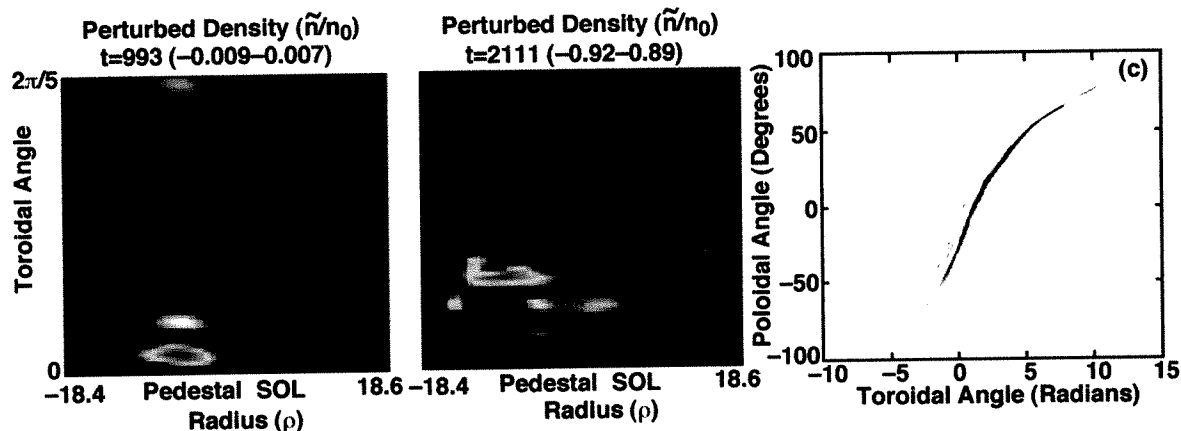 Perturbed Density (ñ/n0)
t=993 (–0.009–0.007)
2π/5
Toroidal Angle
0
–18.4 Pedestal SOL 18.6
Radius (ρ)
Perturbed Density (ñ/n0)
t=2111 (–0.92–0.89)
–18.4 Pedestal SOL 18.6
Radius (ρ)
(c)
Poloidal Angle (Degrees)
100
50
0
–50
–100
–10 –5 0 5 10 15
Toroidal Angle (Radians)